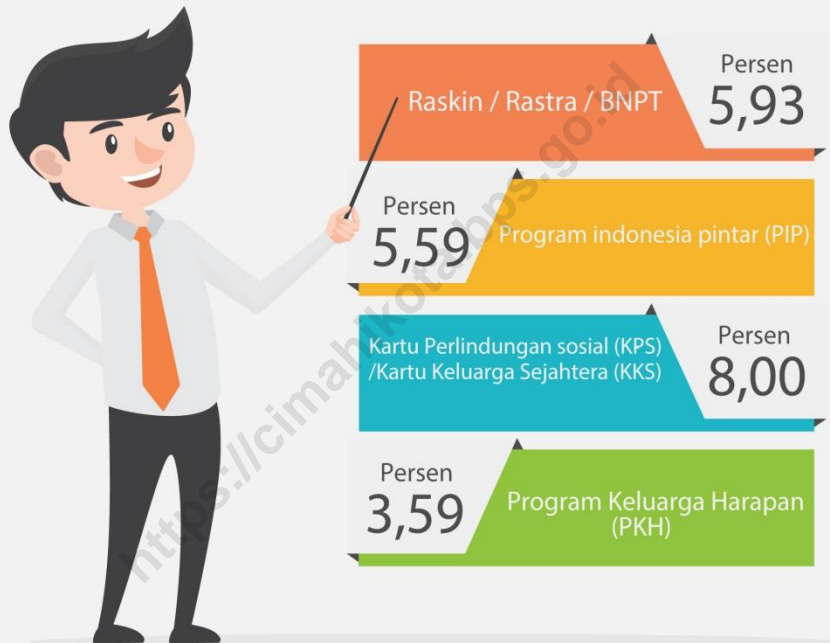 Raskin / Rastra / BNPT
Persen
5,93
Persen
5,59
Program indonesia pintar (PIP)
Kartu Perlindungan sosial (KPS)
/Kartu Keluarga Sejahtera (KKS)
Persen
8,00
Persen
3,59
Program Keluarga Harapan
(PKH)
https://cimahikota.bps.go.id